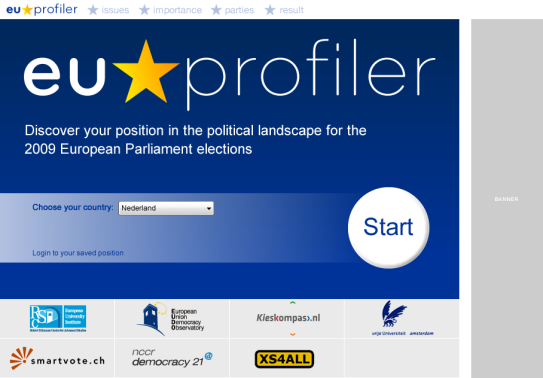 eu profiler issues importance parties result
eu profiler
Discover your position in the political landscape for the
2009 European Parliament elections
BANNER
Choose your country: Nederland
Start
Login to your saved position
RSCAS European
University
Institute
European
Union
Democracy
Observatory
Kieskompas.nl
vrije Universiteit amsterdam
smartvote.ch
nccr
democracy 21
XS4ALL